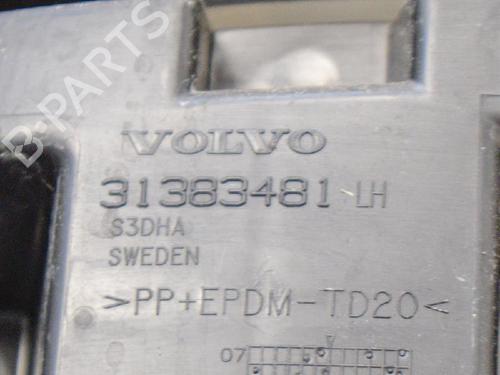 B-PARTS
VOLVO
31383481 LH
S3DHA
SWEDEN
>PP+EPDM-TD20<
07